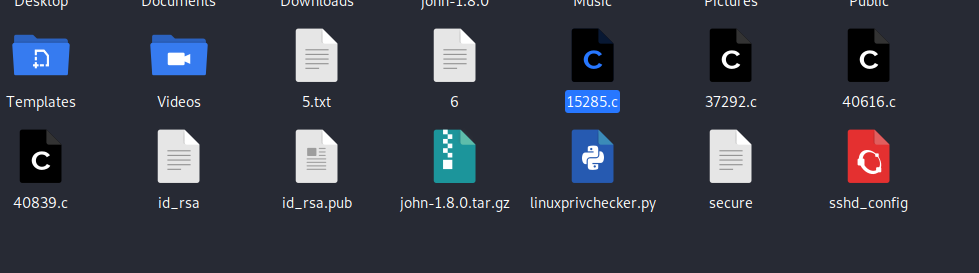 Desktop Documents Downloads john-1.8.0 Music Pictures Public
Templates Videos 5.txt 6 15285.c 37292.c 40616.c
40839.c id_rsa id_rsa.pub john-1.8.0.tar.gz linuxprivchecker.py secure sshd_config